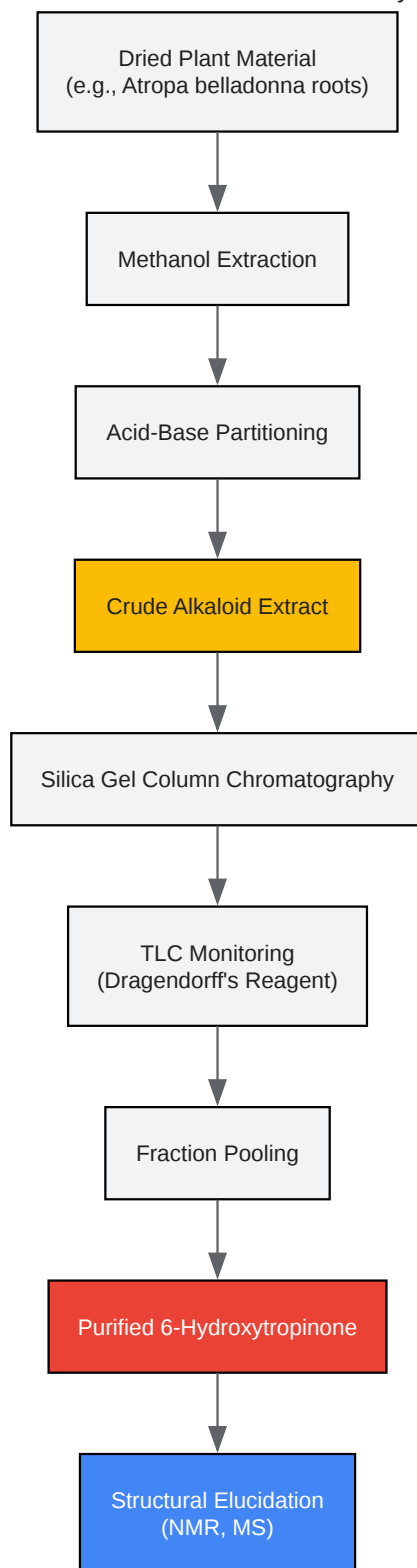 Dried Plant Material
(e.g., Atropa belladonna roots)
Methanol Extraction
Acid-Base Partitioning
Crude Alkaloid Extract
Silica Gel Column Chromatography
TLC Monitoring
(Dragendorff's Reagent)
Fraction Pooling
Purified 6-Hydroxytropinone
Structural Elucidation
(NMR, MS)